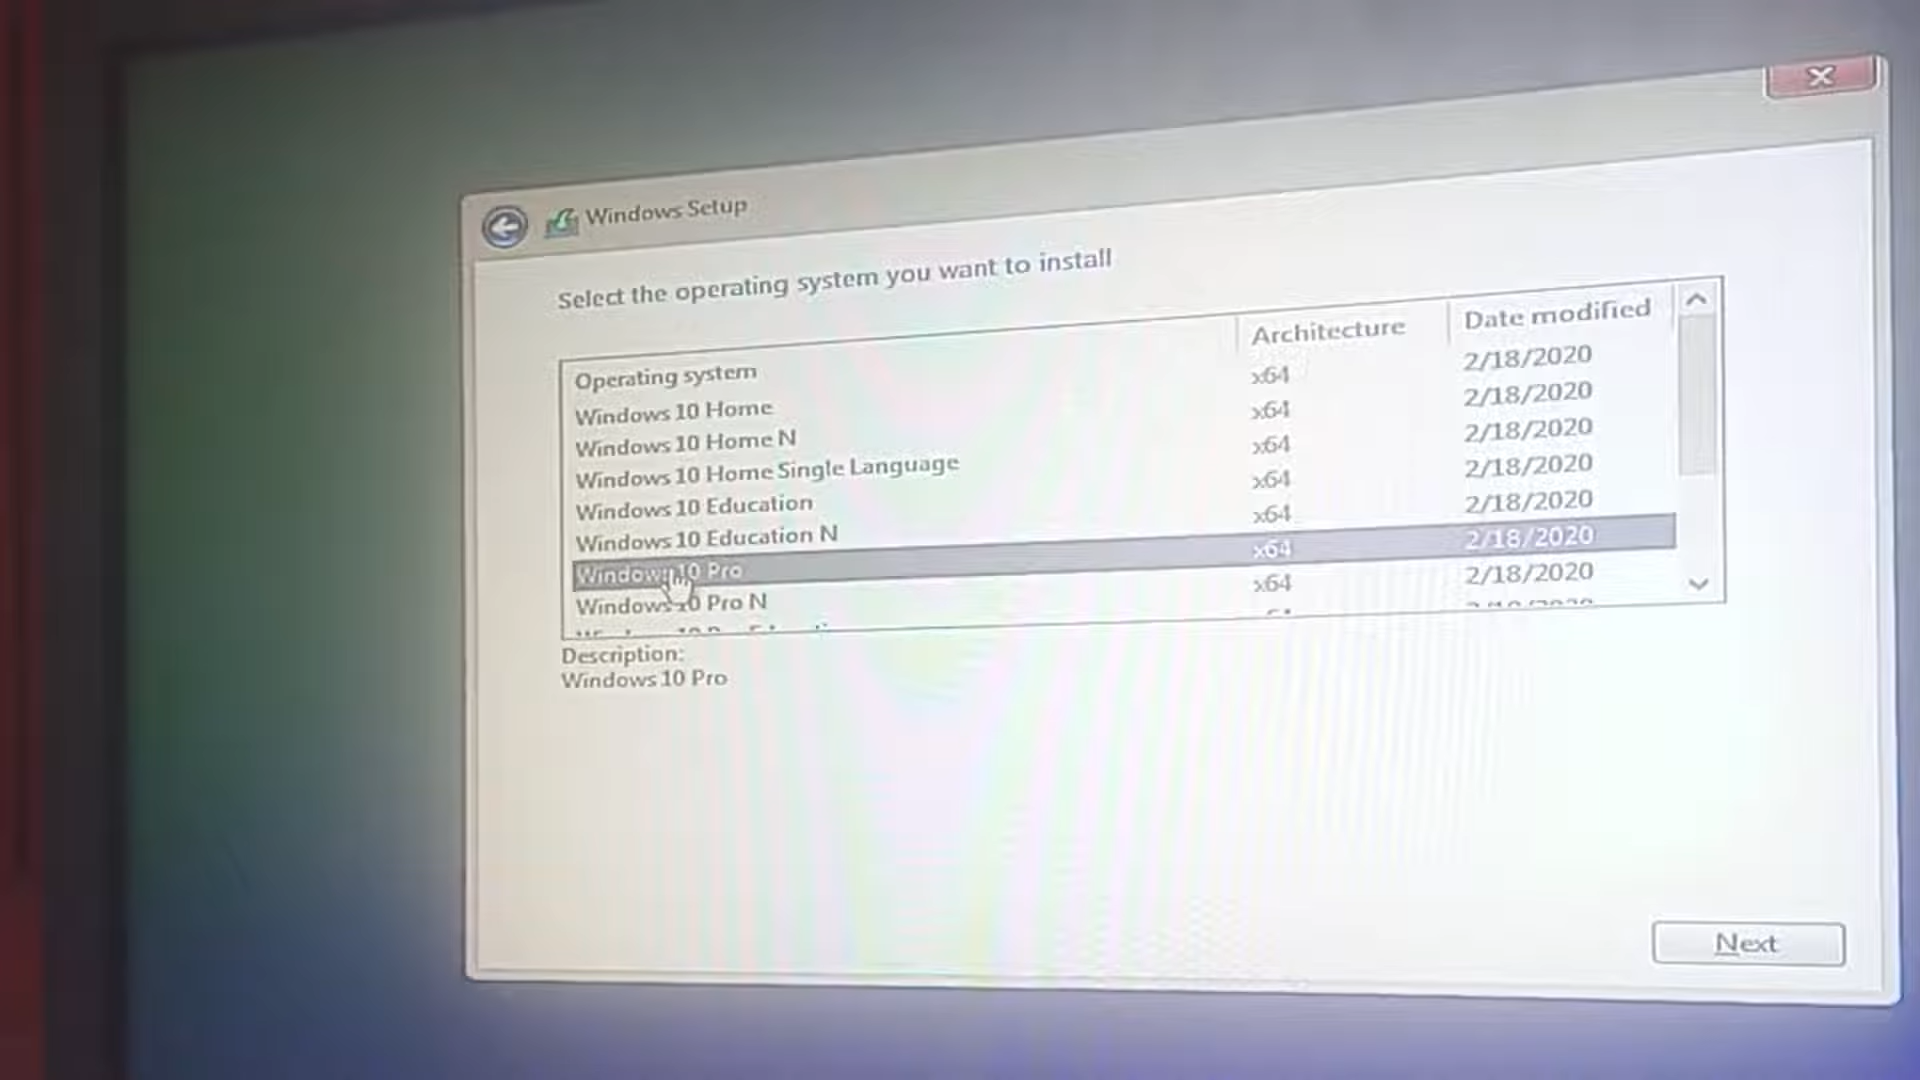 Windows Setup
Select the operating system you want to install
Operating system Architecture Date modified
Windows 10 Home x64 2/18/2020
Windows 10 Home N x64 2/18/2020
Windows 10 Home Single Language x64 2/18/2020
Windows 10 Education x64 2/18/2020
Windows 10 Education N x64 2/18/2020
Windows 10 Pro x64 2/18/2020
Windows 10 Pro N x64 2/18/2020
Description:
Windows 10 Pro
Next